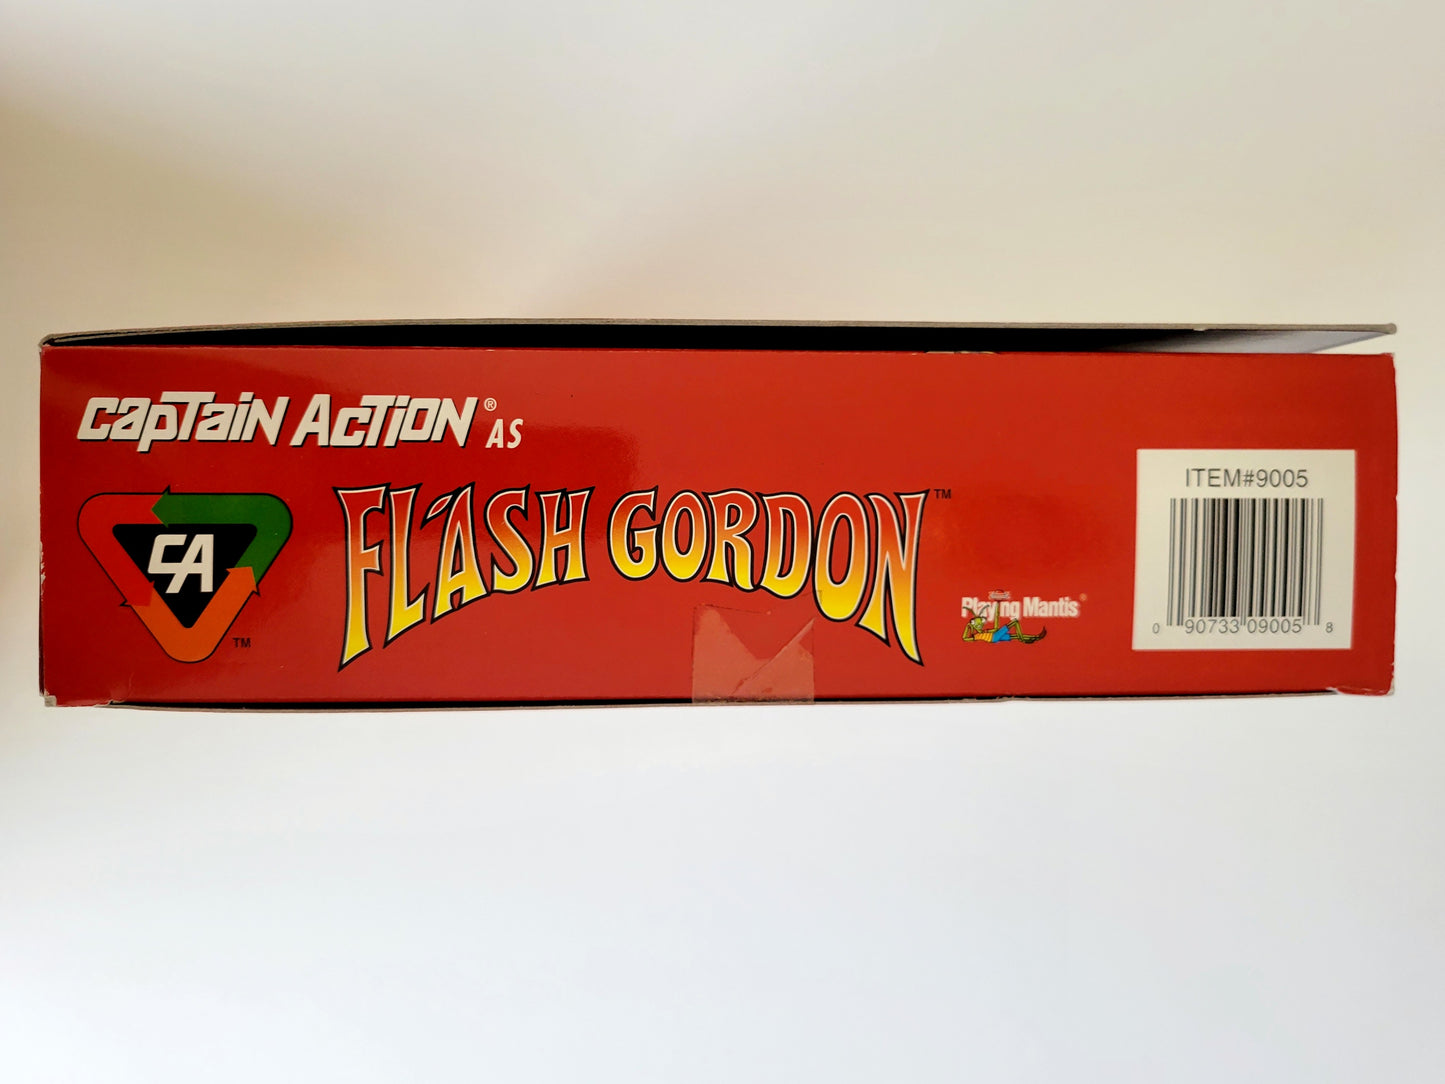 Captain Action® AS
CA
TM
FLASH GORDON™
Playing Mantis®
ITEM#9005
0 90733 09005 8